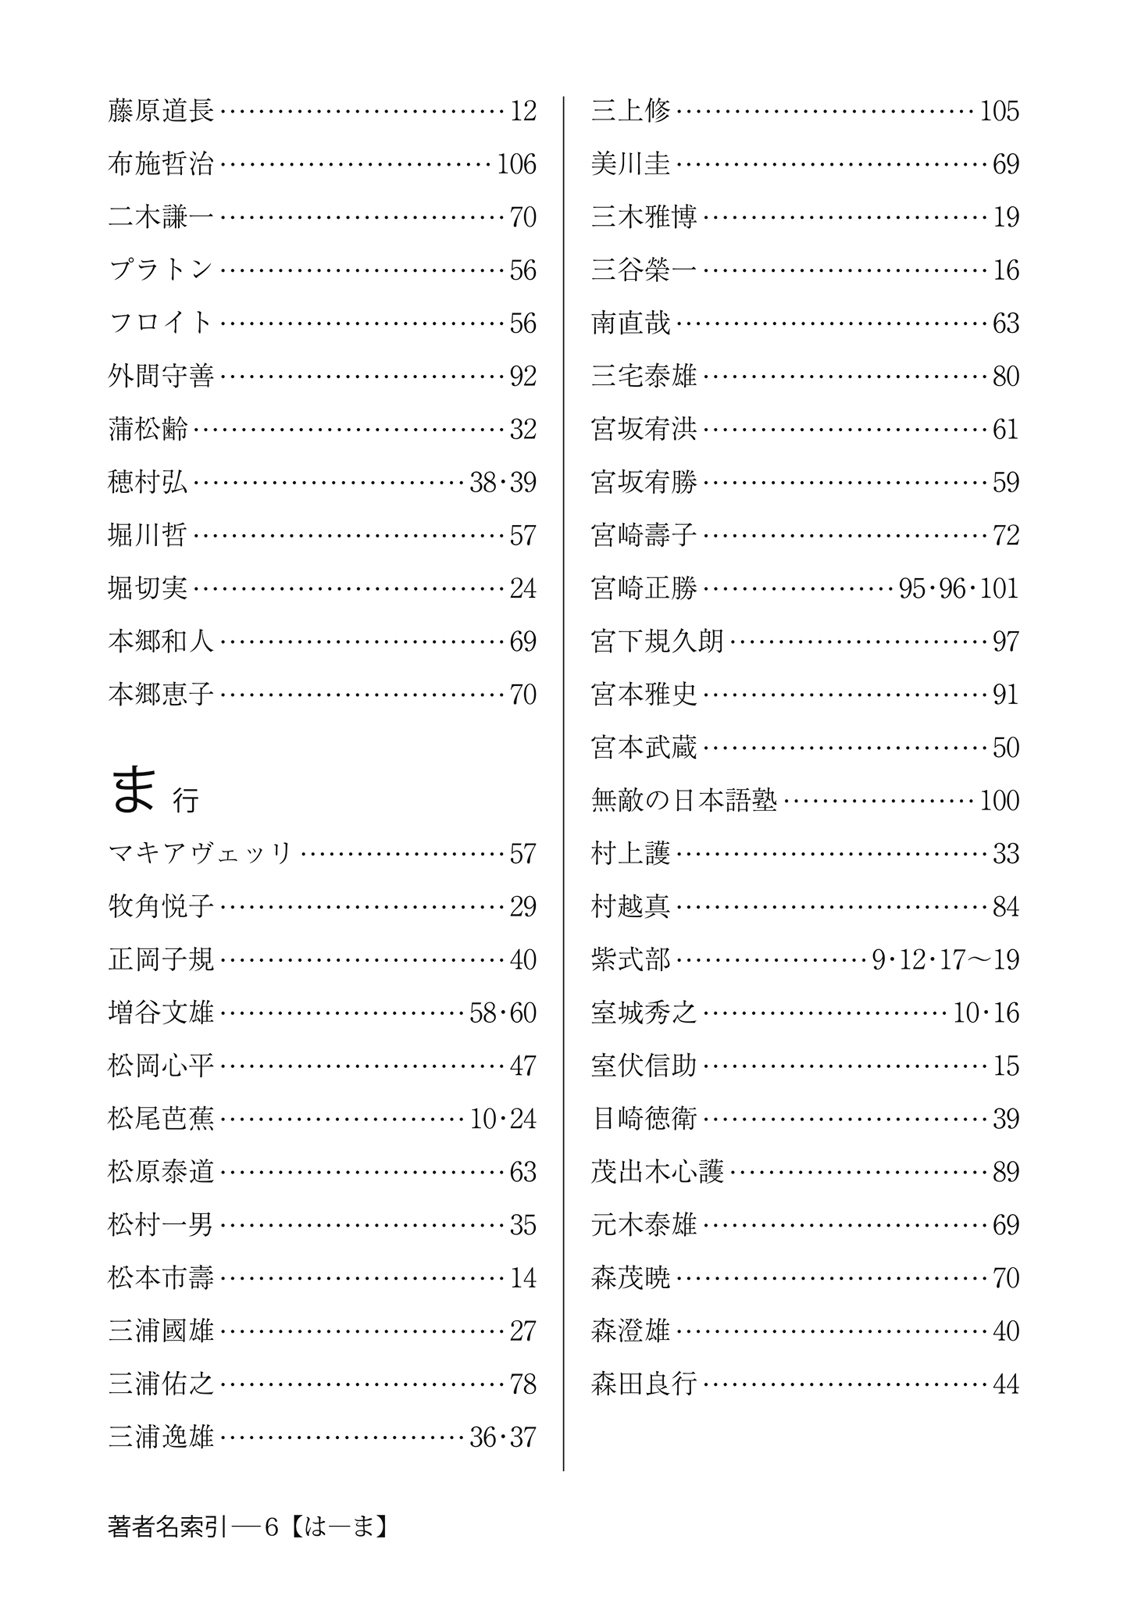 藤原道長……………………………12
布施哲治……………………………106
二木謙一……………………………70
プラトン……………………………56
フロイト……………………………56
外間守善……………………………92
蒲松齢……………………………32
穂村弘……………………………38・39
堀川哲……………………………57
堀切実……………………………24
本郷和人……………………………69
本郷恵子……………………………70
ま 行
マキアヴェッリ……………………57
牧角悦子……………………………29
正岡子規……………………………40
増谷文雄…………………………58・60
松岡心平……………………………47
松尾芭蕉…………………………10・24
松原泰道……………………………63
松村一男……………………………35
松本市壽……………………………14
三浦國雄……………………………27
三浦佑之……………………………78
三浦逸雄…………………………36・37
三上修……………………………105
美川圭……………………………69
三木雅博……………………………19
三谷榮一……………………………16
南直哉……………………………63
三宅泰雄……………………………80
宮坂宥洪……………………………61
宮坂宥勝……………………………59
宮崎壽子……………………………72
宮崎正勝……………………95・96・101
宮下規久朗…………………………97
宮本雅史……………………………91
宮本武蔵……………………………50
無敵の日本語塾……………………100
村上護……………………………33
村越真……………………………84
紫式部……………………9・12・17〜19
室城秀之…………………………10・16
室伏信助……………………………15
目崎徳衛……………………………39
茂出木心護…………………………89
元木泰雄……………………………69
森茂暁……………………………70
森澄雄……………………………40
森田良行……………………………44
著者名索引―6【は―ま】